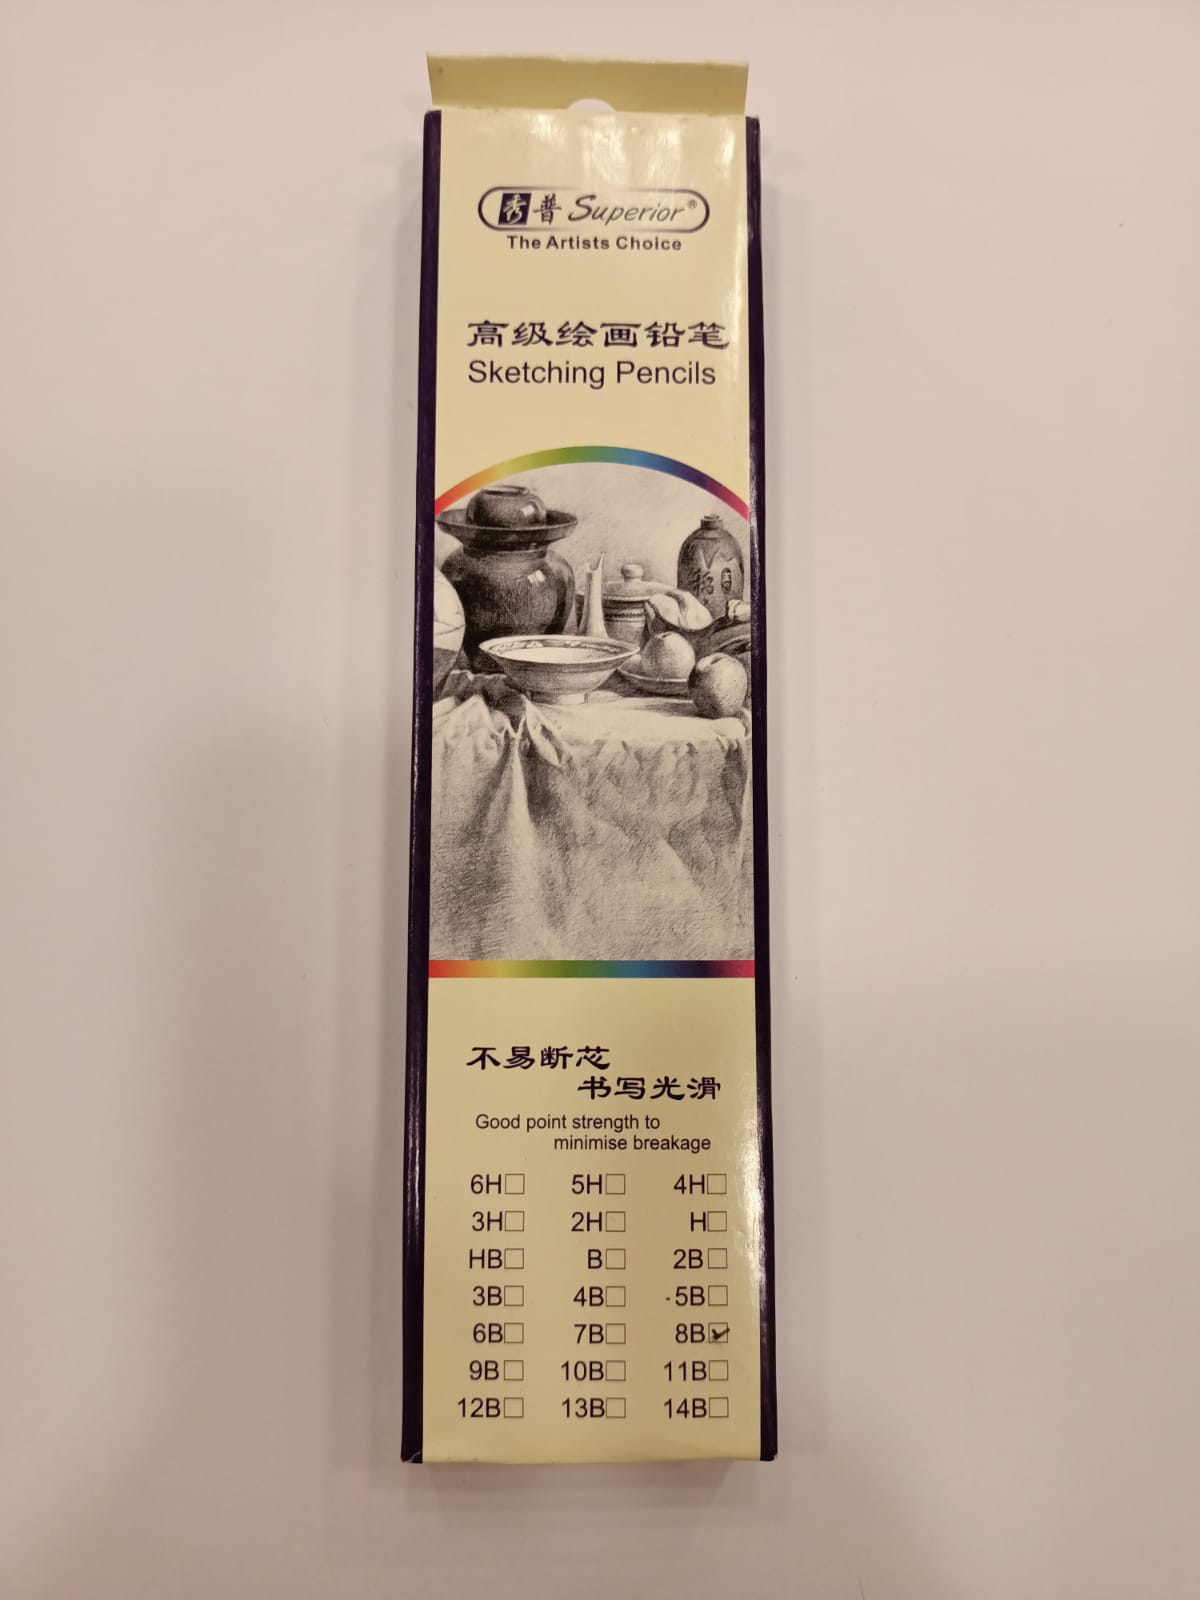 秀普 Superior®
The Artists Choice
高级绘画铅笔
Sketching Pencils
不易断芯
书写光滑
Good point strength to
minimise breakage
6H□ 5H□ 4H□
3H□ 2H□ H□
HB□ B□ 2B□
3B□ 4B□ 5B□
6B□ 7B□ 8B☑
9B□ 10B□ 11B□
12B□ 13B□ 14B□